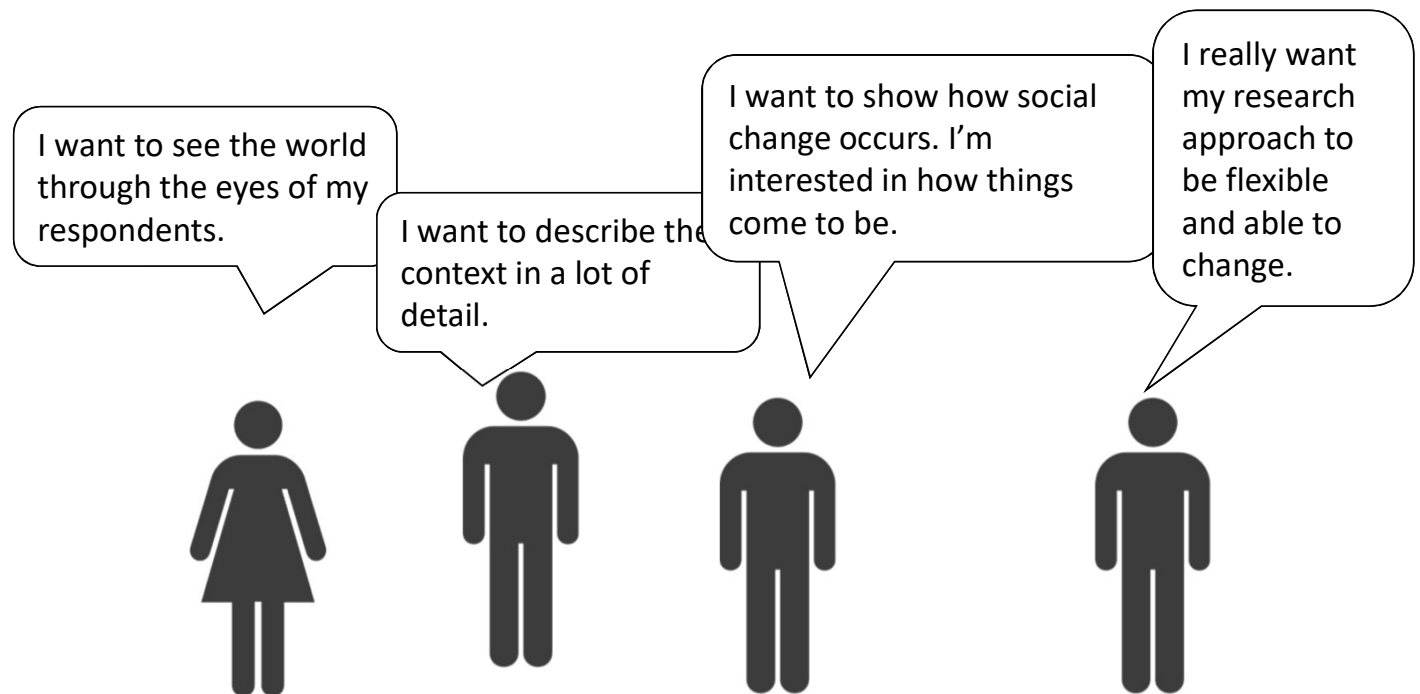 I want to see the world
through the eyes of my
respondents.
I want to describe the
context in a lot of
detail.
I want to show how social
change occurs. I’m
interested in how things
come to be.
I really want
my research
approach to
be flexible
and able to
change.